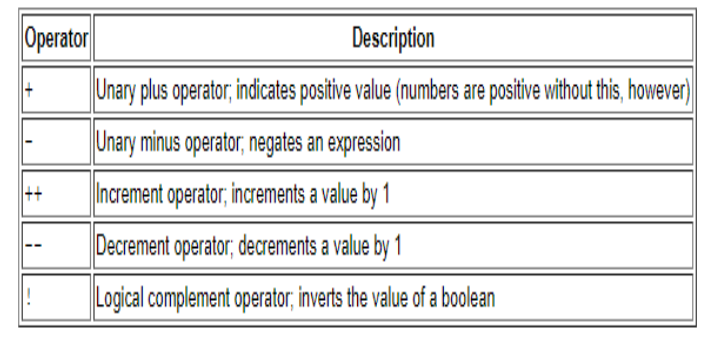 Operator Description
+ Unary plus operator; indicates positive value (numbers are positive without this, however)
- Unary minus operator; negates an expression
++ Increment operator; increments a value by 1
-- Decrement operator; decrements a value by 1
! Logical complement operator; inverts the value of a boolean